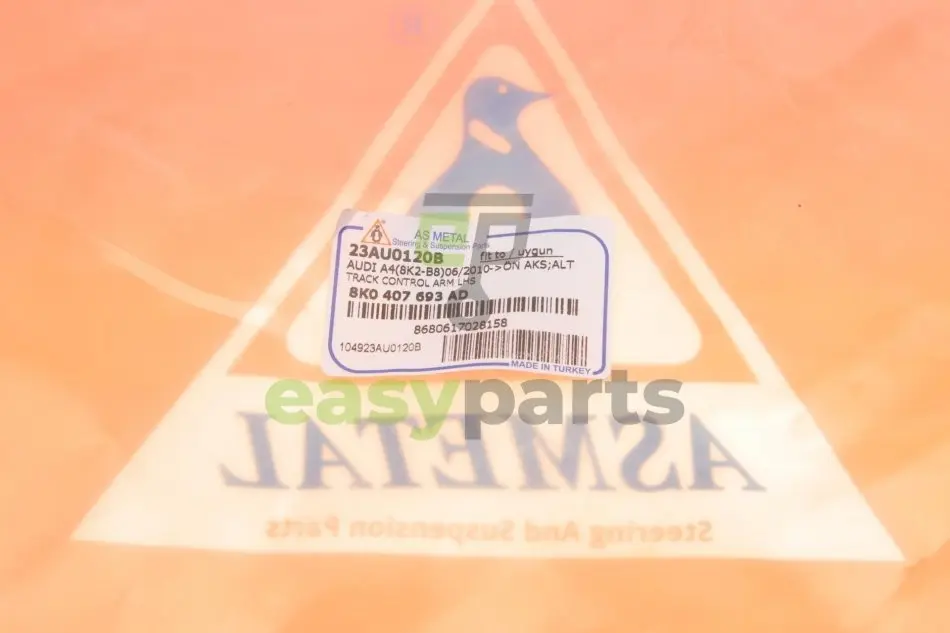 AS METAL
Steering & Suspension Parts
23AU0120B fit to / uygun
AUDI A4(8K2-B8)06/2010->ÖN AKS;ALT
TRACK CONTROL ARM LHS
8K0 407 693 AD
8680617028158
104923AU0120B
MADE IN TURKEY
easyparts
ASMETAL
Steering And Suspension Parts